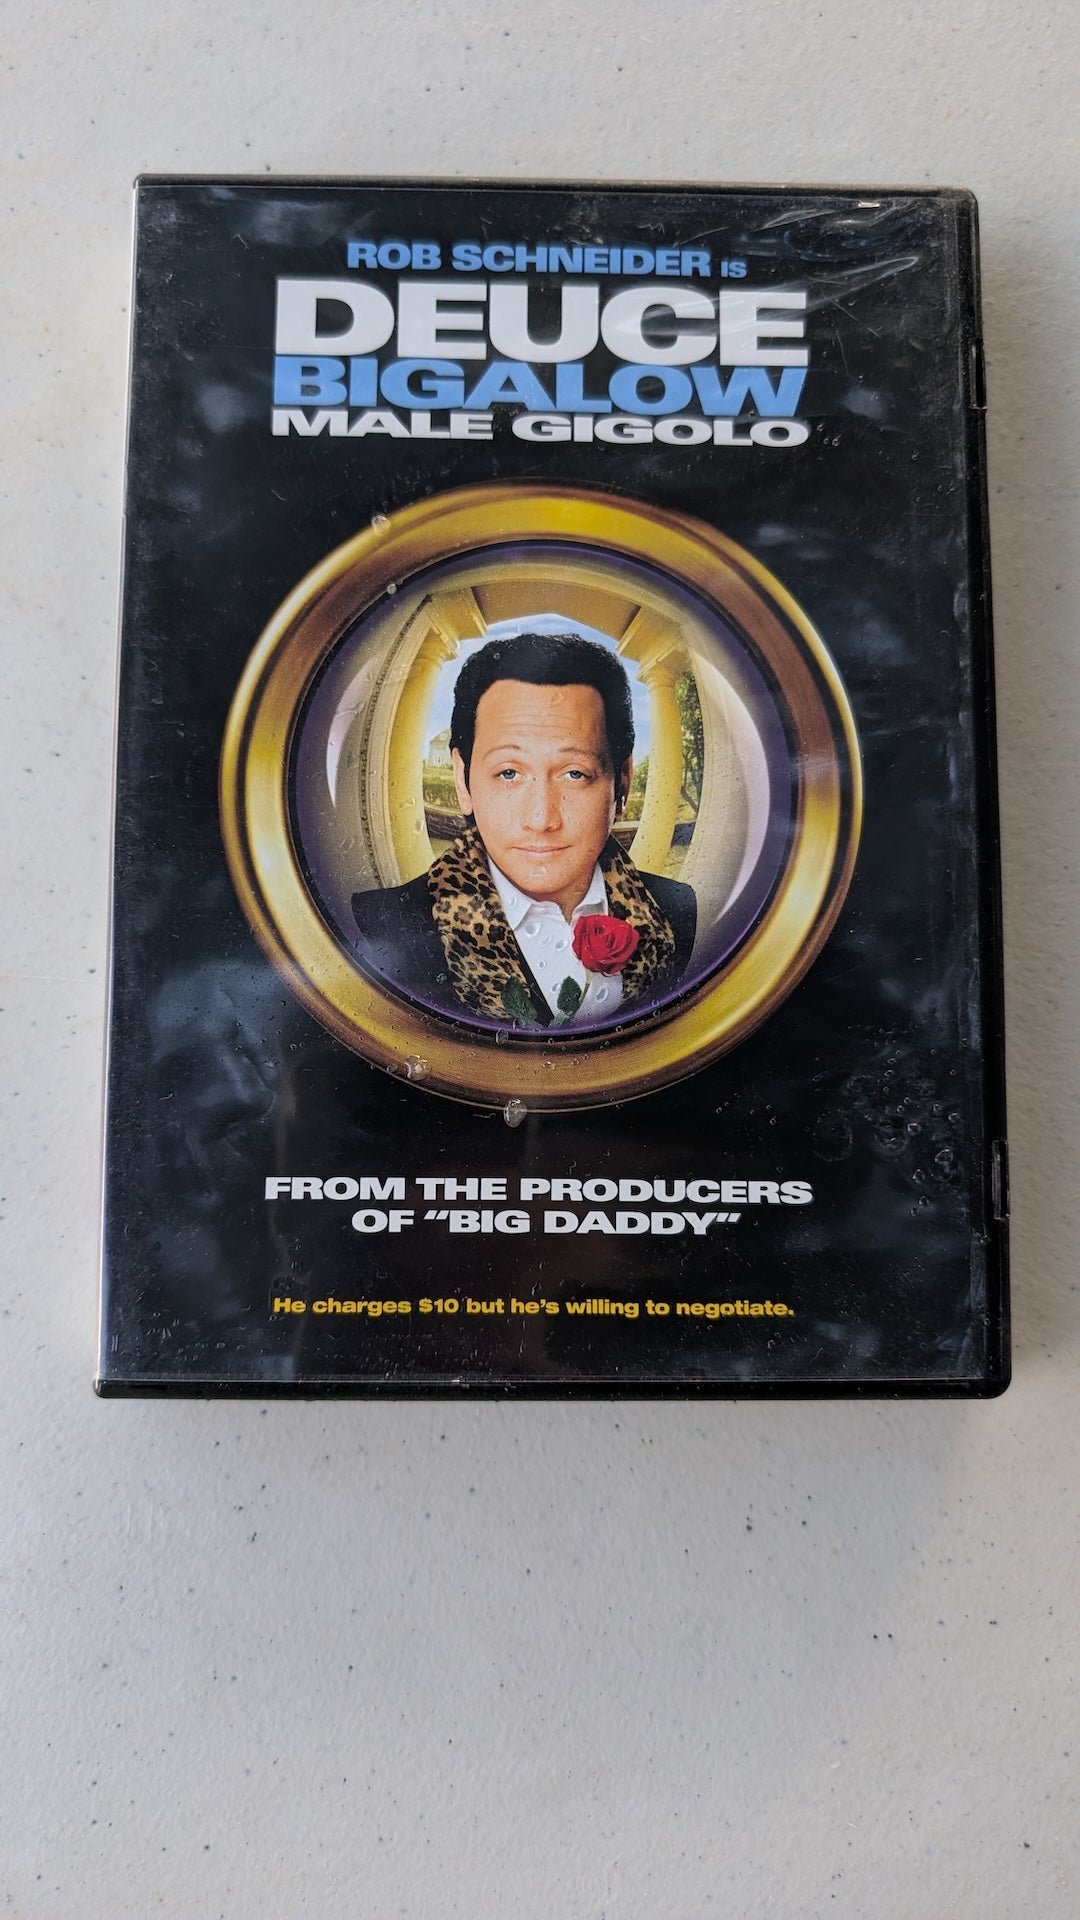 ROB SCHNEIDER IS
DEUCE
BIGALOW
MALE GIGOLO
FROM THE PRODUCERS
OF “BIG DADDY”
He charges $10 but he's willing to negotiate.